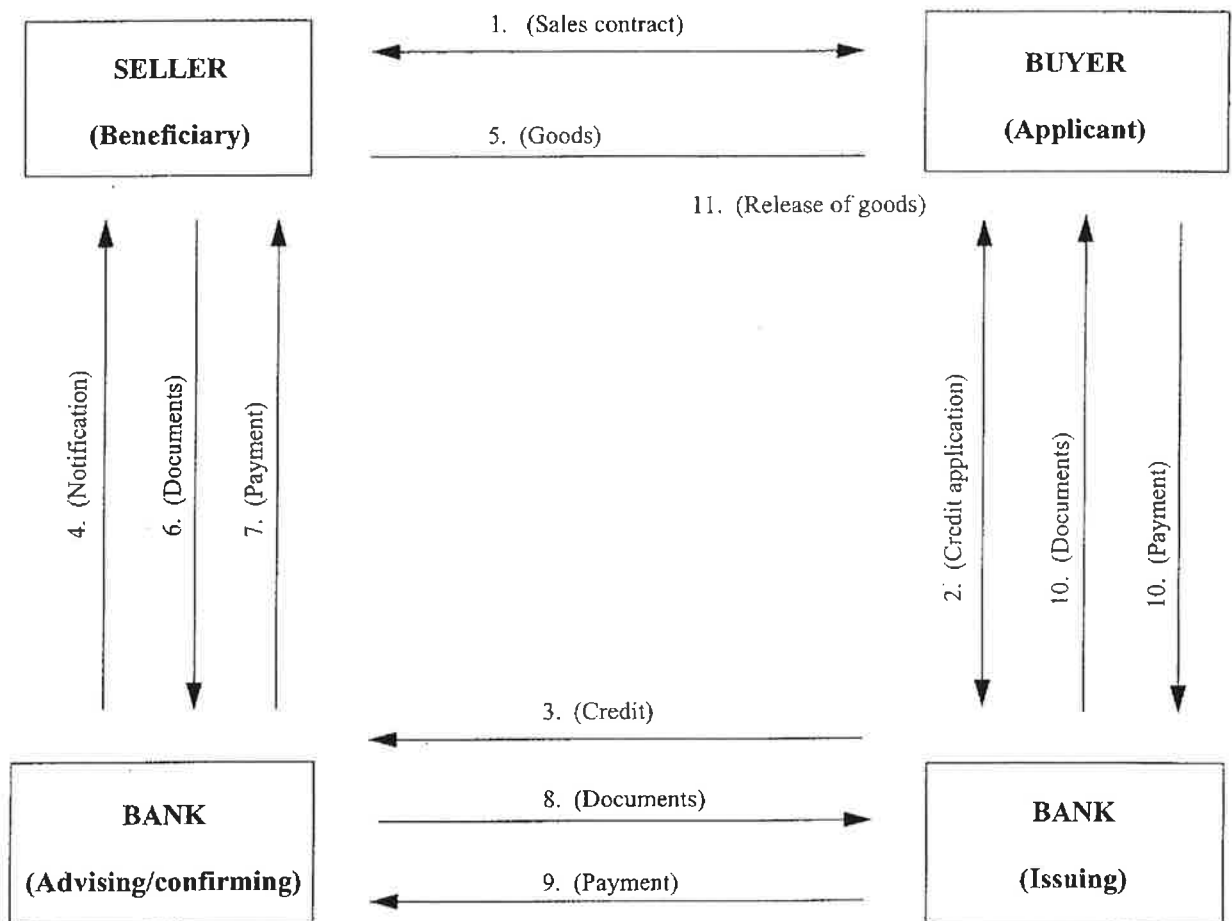 1. (Sales contract)
SELLER
(Beneficiary)
BUYER
(Applicant)
5. (Goods)
11. (Release of goods)
4. (Notification)
6. (Documents)
7. (Payment)
2. (Credit application)
10. (Documents)
10. (Payment)
3. (Credit)
BANK
(Advising/confirming)
8. (Documents)
BANK
(Issuing)
9. (Payment)